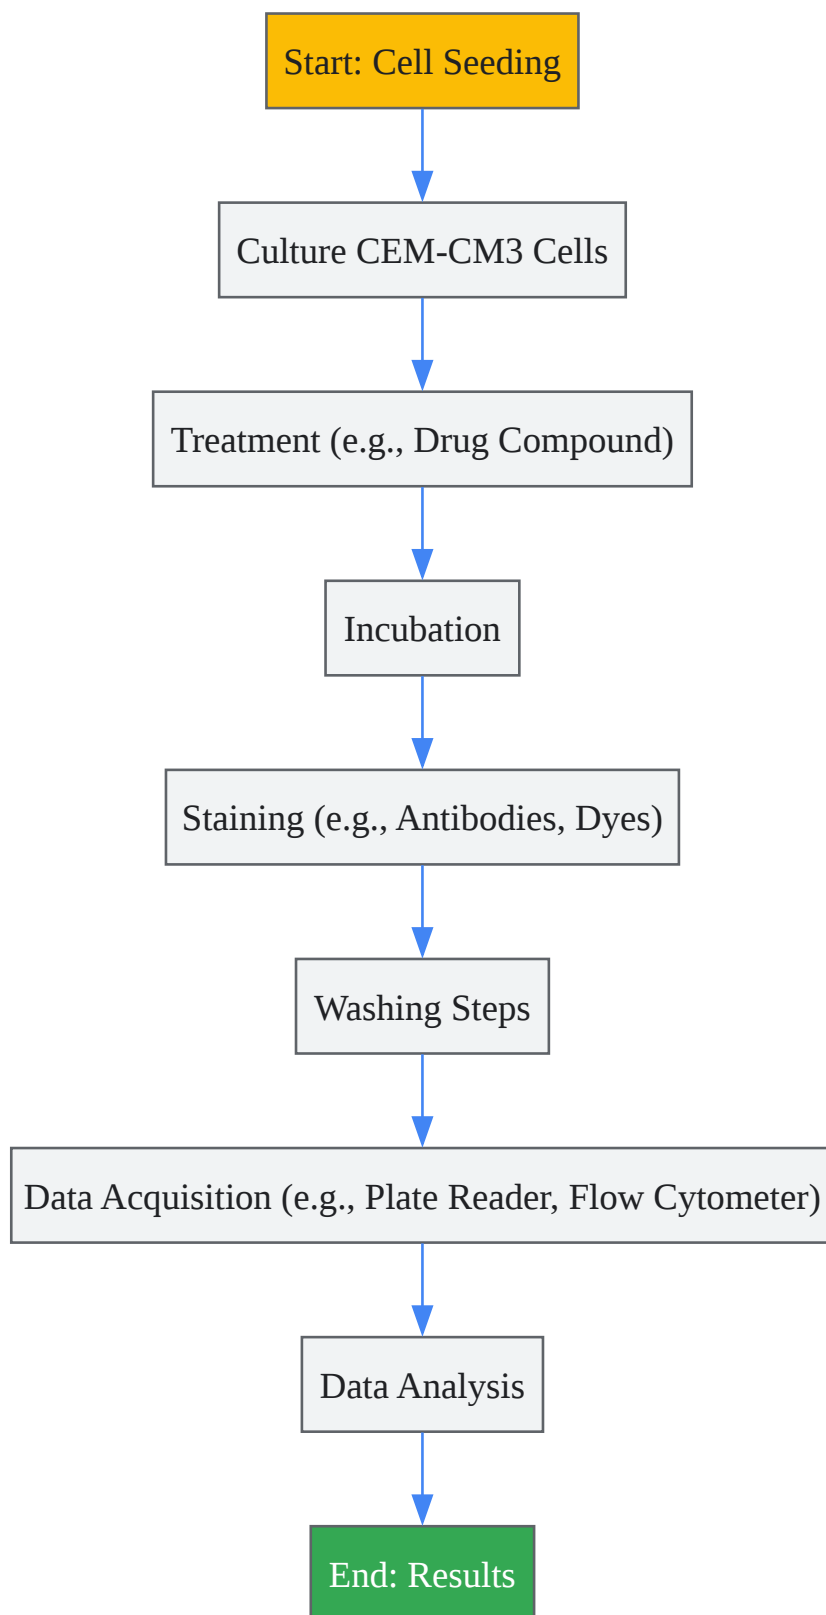 Start: Cell Seeding
Culture CEM-CM3 Cells
Treatment (e.g., Drug Compound)
Incubation
Staining (e.g., Antibodies, Dyes)
Washing Steps
Data Acquisition (e.g., Plate Reader, Flow Cytometer)
Data Analysis
End: Results